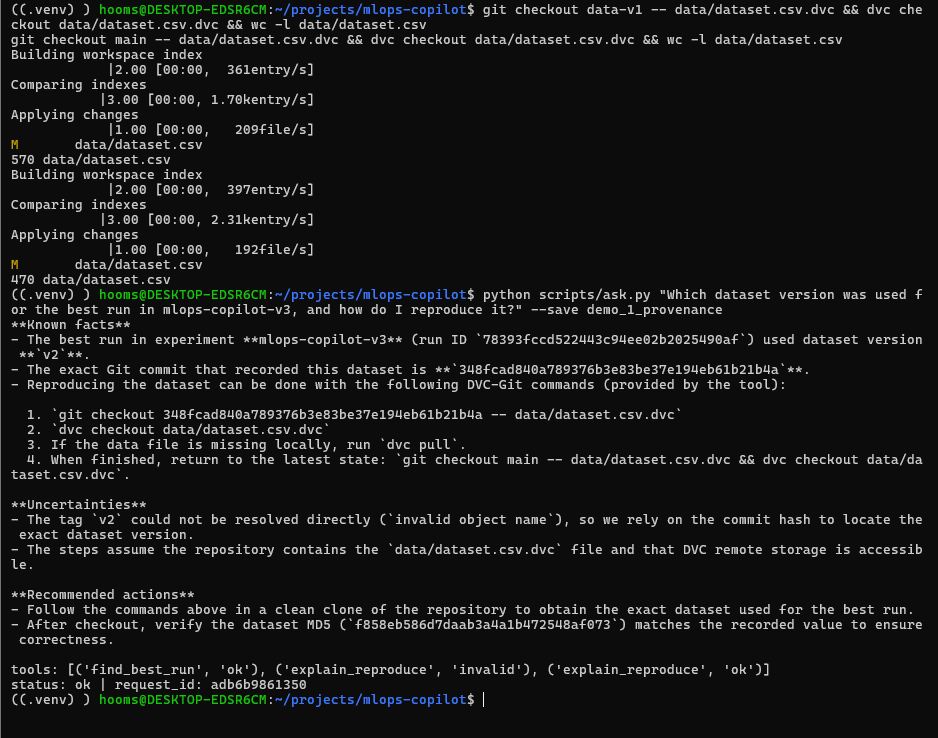 ((.venv) ) hooms@DESKTOP-EDSR6CM:~/projects/mlops-copilot$ git checkout data-v1 -- data/dataset.csv.dvc && dvc che
ckout data/dataset.csv.dvc && wc -l data/dataset.csv
git checkout main -- data/dataset.csv.dvc && dvc checkout data/dataset.csv.dvc && wc -l data/dataset.csv
Building workspace index
|2.00 [00:00,  361entry/s]
Comparing indexes
|3.00 [00:00, 1.70kentry/s]
Applying changes
|1.00 [00:00,   209file/s]
M       data/dataset.csv
570 data/dataset.csv
Building workspace index
|2.00 [00:00,  397entry/s]
Comparing indexes
|3.00 [00:00, 2.31kentry/s]
Applying changes
|1.00 [00:00,   192file/s]
M       data/dataset.csv
470 data/dataset.csv
((.venv) ) hooms@DESKTOP-EDSR6CM:~/projects/mlops-copilot$ python scripts/ask.py "Which dataset version was used f
or the best run in mlops-copilot-v3, and how do I reproduce it?" --save demo_1_provenance
**Known facts**
- The best run in experiment **mlops-copilot-v3** (run ID `78393fccd522443c94ee02b2025490af`) used dataset version
**`v2`**.
- The exact Git commit that recorded this dataset is **`348fcad840a789376b3e83be37e194eb61b21b4a`**.
- Reproducing the dataset can be done with the following DVC-Git commands (provided by the tool):
1. `git checkout 348fcad840a789376b3e83be37e194eb61b21b4a -- data/dataset.csv.dvc`
2. `dvc checkout data/dataset.csv.dvc`
3. If the data file is missing locally, run `dvc pull`.
4. When finished, return to the latest state: `git checkout main -- data/dataset.csv.dvc && dvc checkout data/da
taset.csv.dvc`.
**Uncertainties**
- The tag `v2` could not be resolved directly (`invalid object name`), so we rely on the commit hash to locate the
exact dataset version.
- The steps assume the repository contains the `data/dataset.csv.dvc` file and that DVC remote storage is accessib
le.
**Recommended actions**
- Follow the commands above in a clean clone of the repository to obtain the exact dataset used for the best run.
- After checkout, verify the dataset MD5 (`f858eb586d7daab3a4a1b472548af073`) matches the recorded value to ensure
correctness.
tools: [('find_best_run', 'ok'), ('explain_reproduce', 'invalid'), ('explain_reproduce', 'ok')]
status: ok | request_id: adb6b9861350
((.venv) ) hooms@DESKTOP-EDSR6CM:~/projects/mlops-copilot$